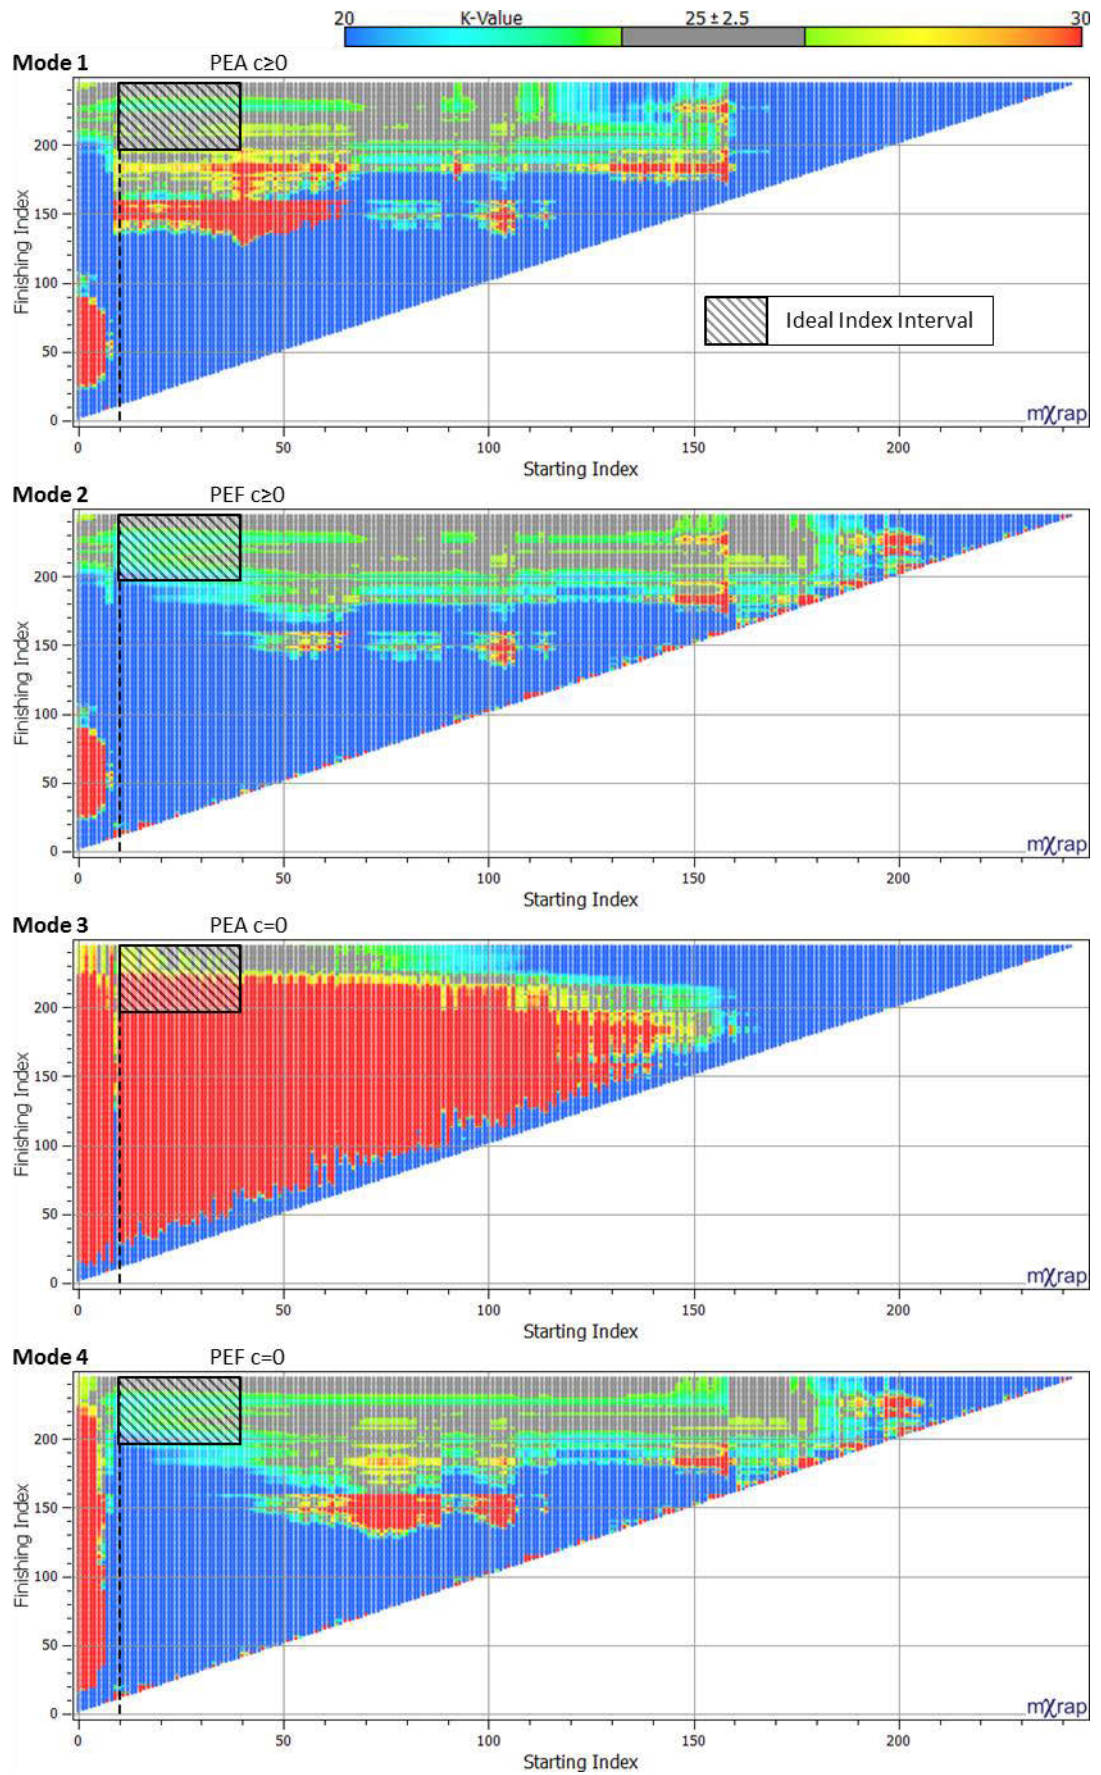 20 K-Value 25 ± 2.5 30
Mode 1 PEA c≥0
200
150
100
50
0
Finishing Index
Ideal Index Interval
mχrap
0 50 100 150 200
Starting Index
Mode 2 PEF c≥0
200
150
100
50
0
Finishing Index
mχrap
0 50 100 150 200
Starting Index
Mode 3 PEA c=0
200
150
100
50
0
Finishing Index
mχrap
0 50 100 150 200
Starting Index
Mode 4 PEF c=0
200
150
100
50
0
Finishing Index
mχrap
0 50 100 150 200
Starting Index